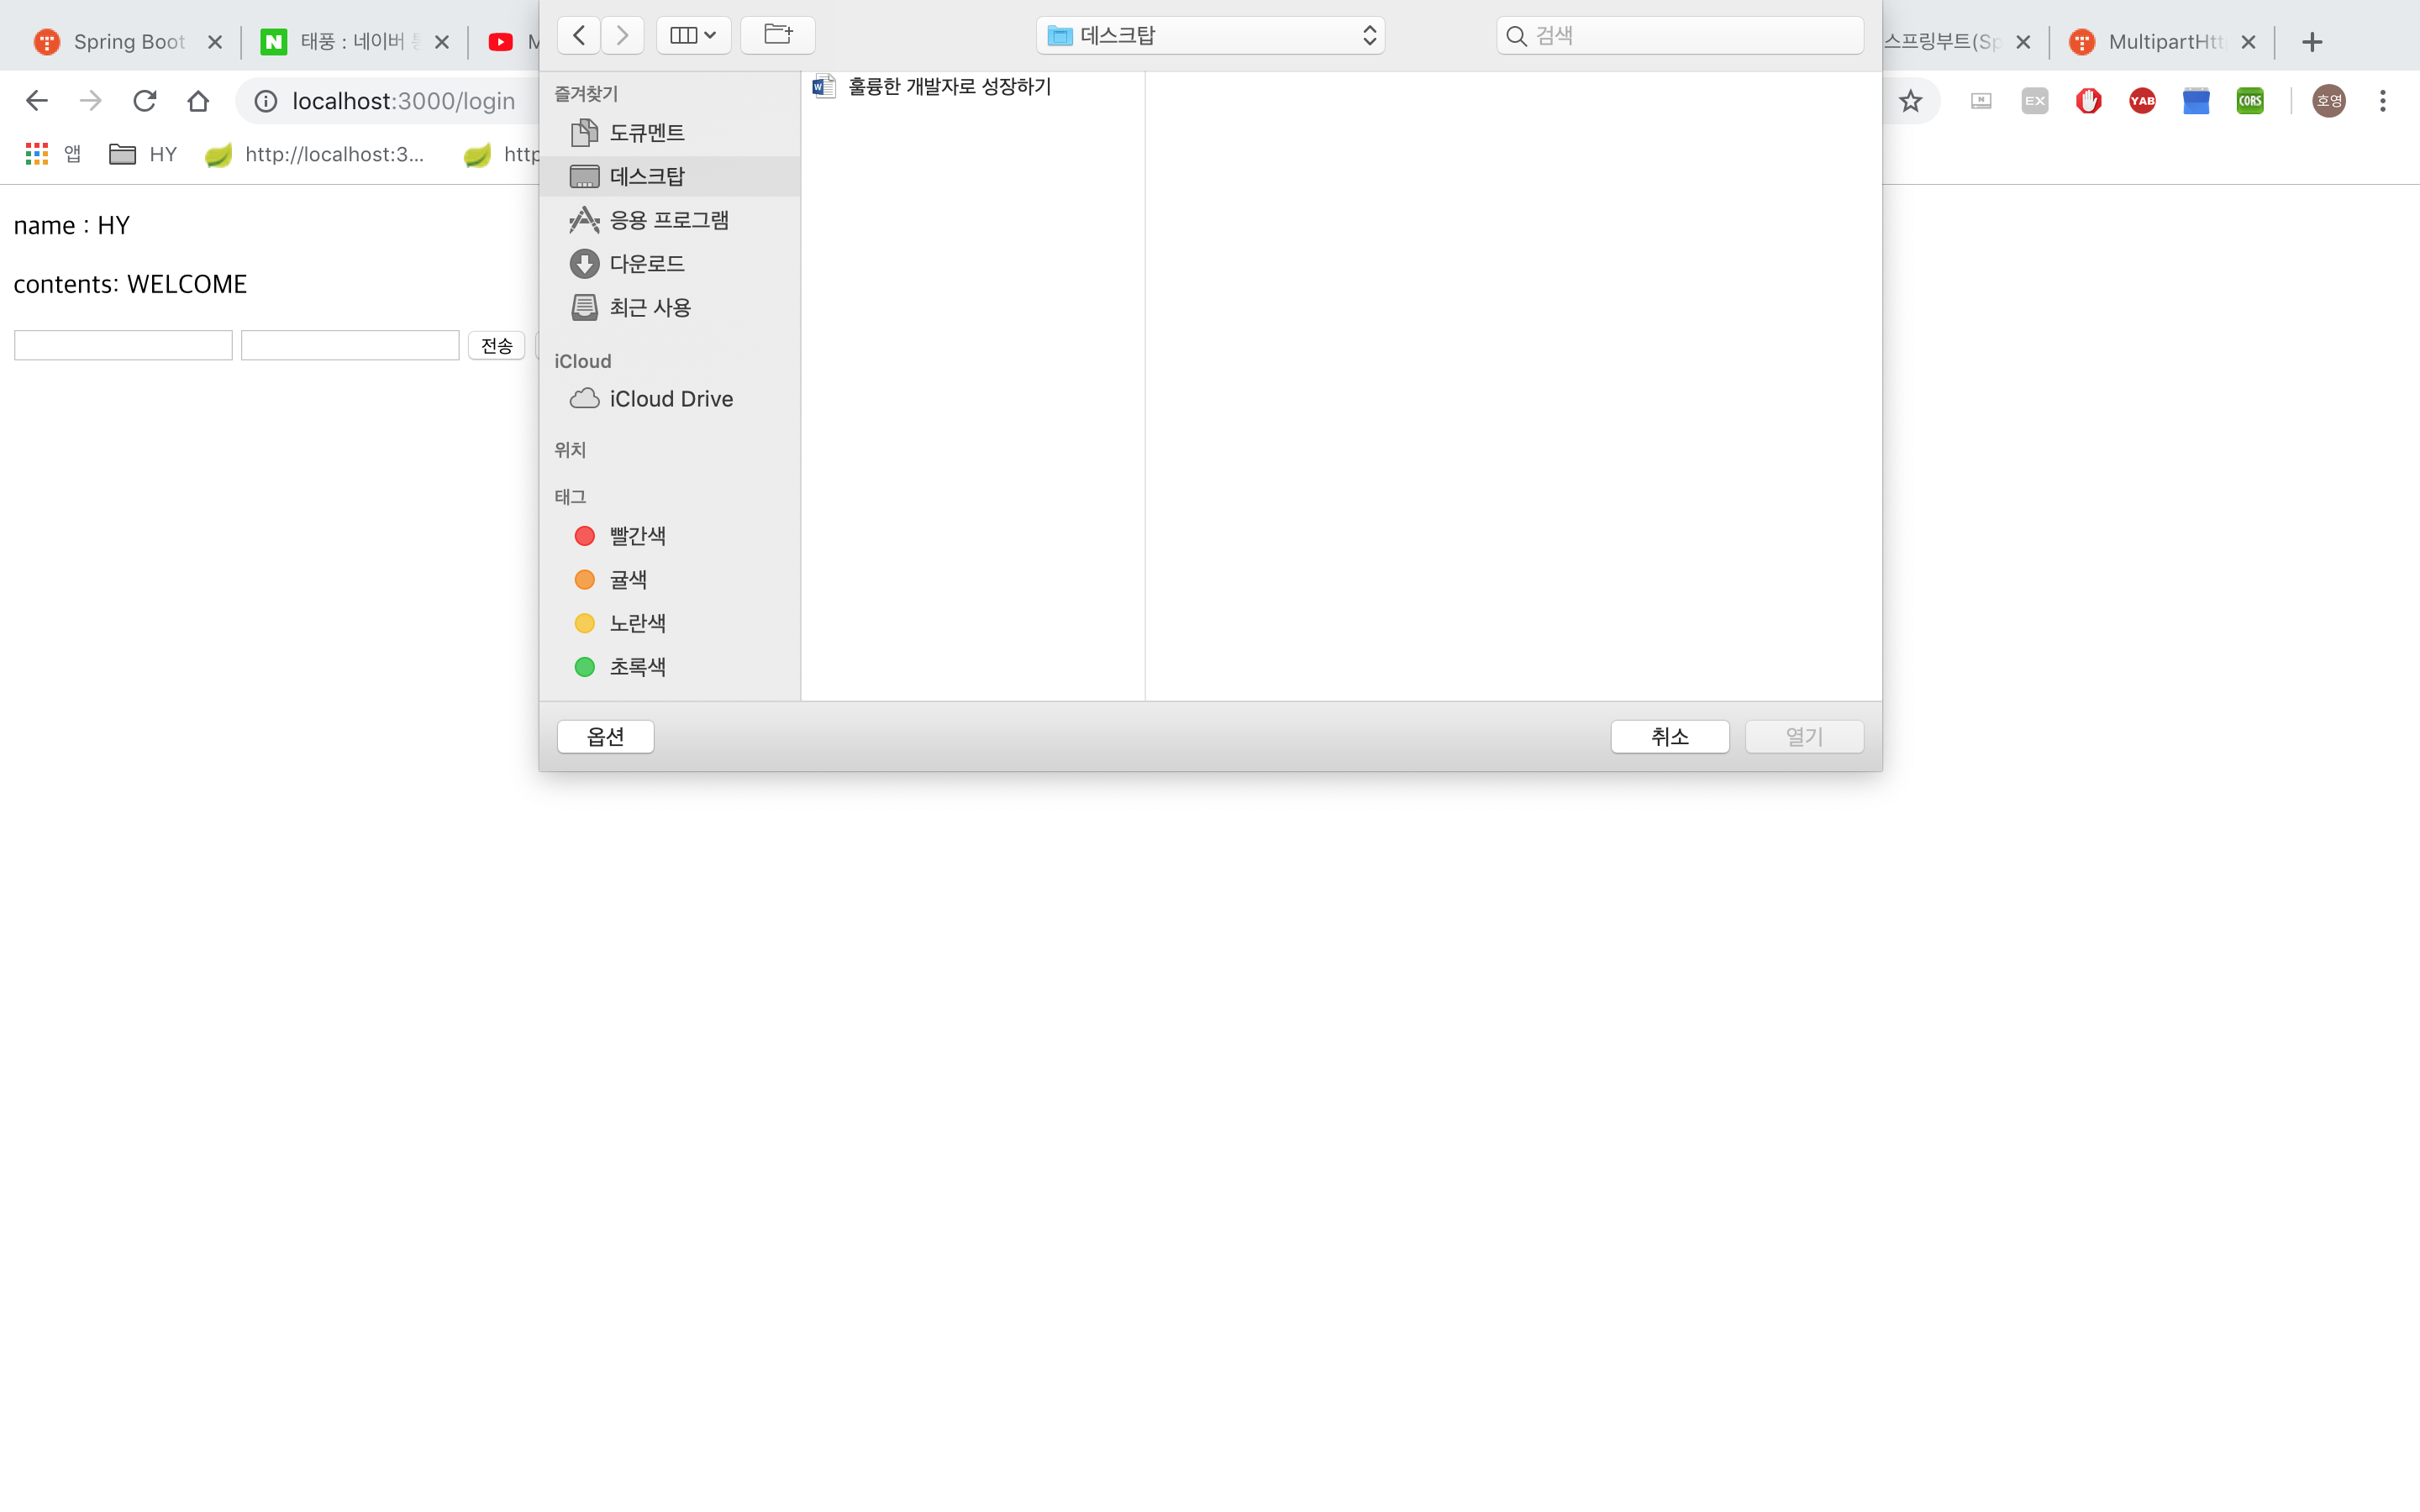 Spring Boot
태풍 : 네이버
데스크탑
검색
스프링부트(Sp
MultipartHtt
localhost:3000/login
EX
YAB
CORS
호영
앱
HY
http://localhost:3...
http
즐겨찾기
도큐멘트
데스크탑
응용 프로그램
다운로드
최근 사용
iCloud
iCloud Drive
위치
태그
빨간색
귤색
노란색
초록색
훌륭한 개발자로 성장하기
옵션
취소
열기
name : HY
contents: WELCOME
전송